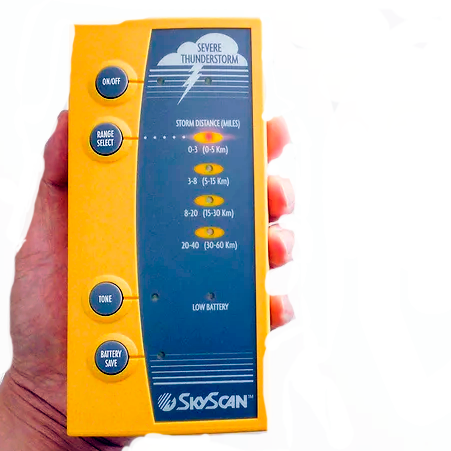 SEVERE
THUNDERSTORM
ON/OFF
STORM DISTANCE (MILES)
RANGE
SELECT
0-3 (0-5 Km)
3-8 (5-15 Km)
8-20 (15-30 Km)
20-40 (30-60 Km)
TONE
LOW BATTERY
BATTERY
SAVE
SKYSCAN™